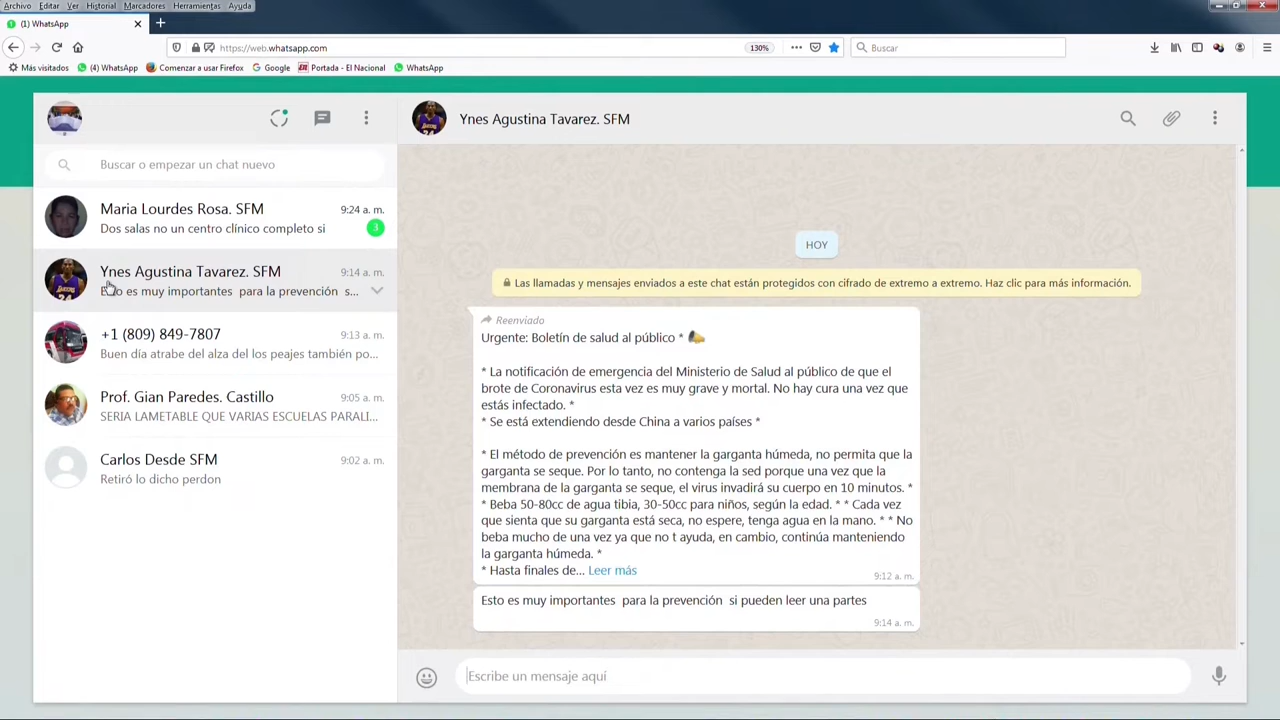 Archivo Editar Ver Historial Marcadores Herramientas Ayuda
(1) WhatsApp
https://web.whatsapp.com
130%
Buscar
Más visitados
(4) WhatsApp
Comenzar a usar Firefox
Google
Portada - El Nacional
WhatsApp
Buscar o empezar un chat nuevo
Maria Lourdes Rosa. SFM
9:24 a. m.
Dos salas no un centro clínico completo si
3
Ynes Agustina Tavarez. SFM
9:14 a. m.
Esto es muy importantes para la prevención s...
+1 (809) 849-7807
9:13 a. m.
Buen día atrabe del alza del los peajes también po...
Prof. Gian Paredes. Castillo
9:05 a. m.
SERIA LAMETABLE QUE VARIAS ESCUELAS PARALI...
Carlos Desde SFM
9:02 a. m.
Retiró lo dicho perdon
Ynes Agustina Tavarez. SFM
HOY
Las llamadas y mensajes enviados a este chat están protegidos con cifrado de extremo a extremo. Haz clic para más información.
Reenviado
Urgente: Boletín de salud al público *
* La notificación de emergencia del Ministerio de Salud al público de que el
brote de Coronavirus esta vez es muy grave y mortal. No hay cura una vez que
estás infectado. *
* Se está extendiendo desde China a varios países *
* El método de prevención es mantener la garganta húmeda, no permita que la
garganta se seque. Por lo tanto, no contenga la sed porque una vez que la
membrana de la garganta se seque, el virus invadirá su cuerpo en 10 minutos. *
* Beba 50-80cc de agua tibia, 30-50cc para niños, según la edad. * * Cada vez
que sienta que su garganta está seca, no espere, tenga agua en la mano. * * No
beba mucho de una vez ya que no t ayuda, en cambio, continúa manteniendo
la garganta húmeda. *
* Hasta finales de... Leer más
9:12 a. m.
Esto es muy importantes para la prevención si pueden leer una partes
9:14 a. m.
Escribe un mensaje aquí